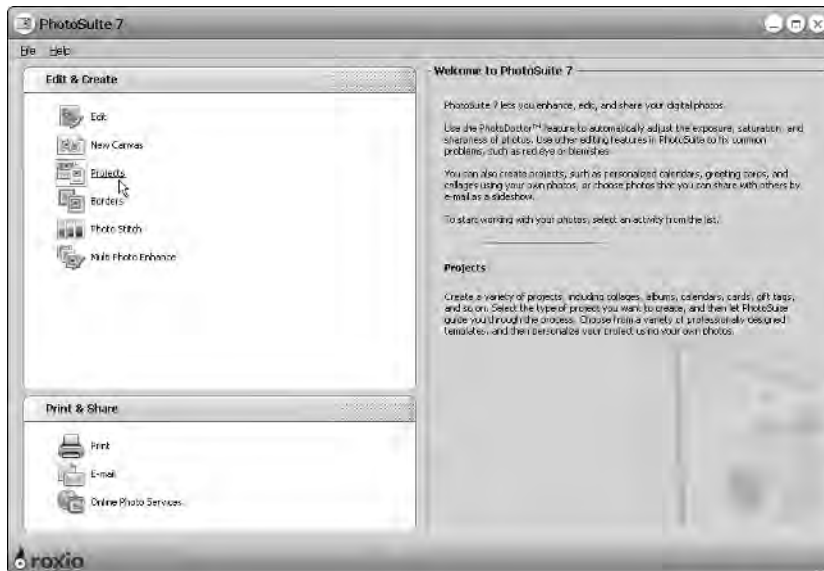 PhotoSuite 7
File Help
Edit & Create
Edit
New Canvas
Projects
Borders
Photo Stitch
Multi Photo Enhance
Print & Share
Print
E-mail
Online Photo Services
Welcome to PhotoSuite 7
PhotoSuite 7 lets you enhance, edit, and share your digital photos.
Use the PhotoDoctor™ feature to automatically adjust the exposure, saturation, and
sharpness of photos. Use other editing features in PhotoSuite to fix common
problems, such as red eye or blemishes.
You can also create projects, such as personalized calendars, greeting cards, and
collages using your own photos, or choose photos that you can share with others by
e-mail as a slideshow.
To start working with your photos, select an activity from the list.
Projects
Create a variety of projects, including collages, albums, calendars, cards, gift tags,
and so on. Select the type of project you want to create, and then let PhotoSuite
guide you through the process. Choose from a variety of professionally designed
templates, and then personalize your project using your own photos.
roxio